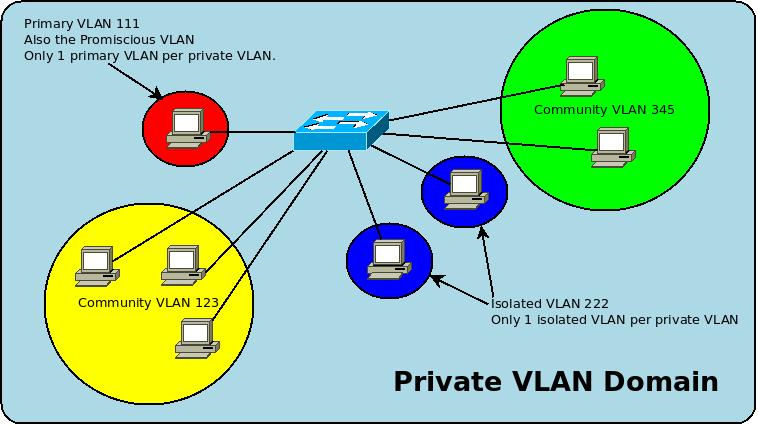 Primary VLAN 111
Also the Promiscious VLAN
Only 1 primary VLAN per private VLAN.
Community VLAN 345
Community VLAN 123
Isolated VLAN 222
Only 1 isolated VLAN per private VLAN
Private VLAN Domain